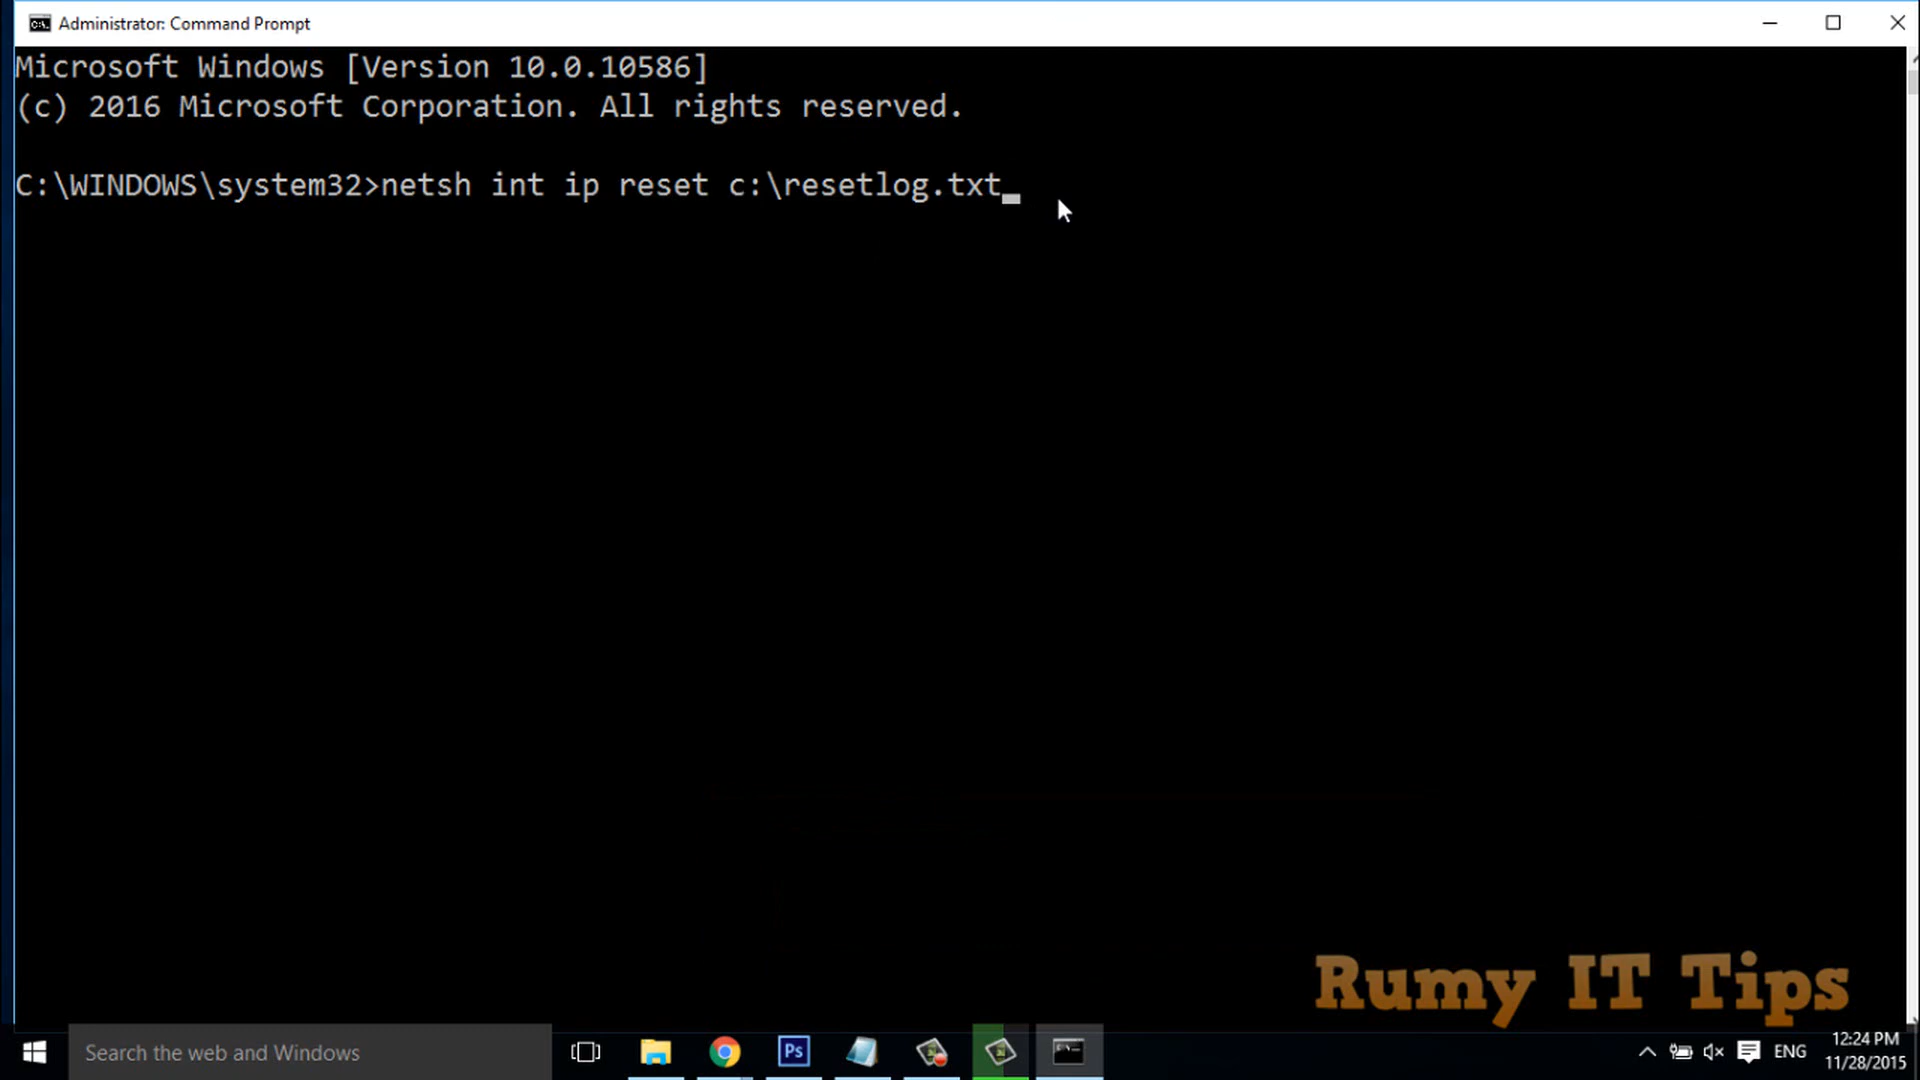 Administrator: Command Prompt
Microsoft Windows [Version 10.0.10586]
(c) 2016 Microsoft Corporation. All rights reserved.
C:\WINDOWS\system32>netsh int ip reset c:\resetlog.txt
Rumy IT Tips
Search the web and Windows
Ps
ENG
12:24 PM
11/28/2015